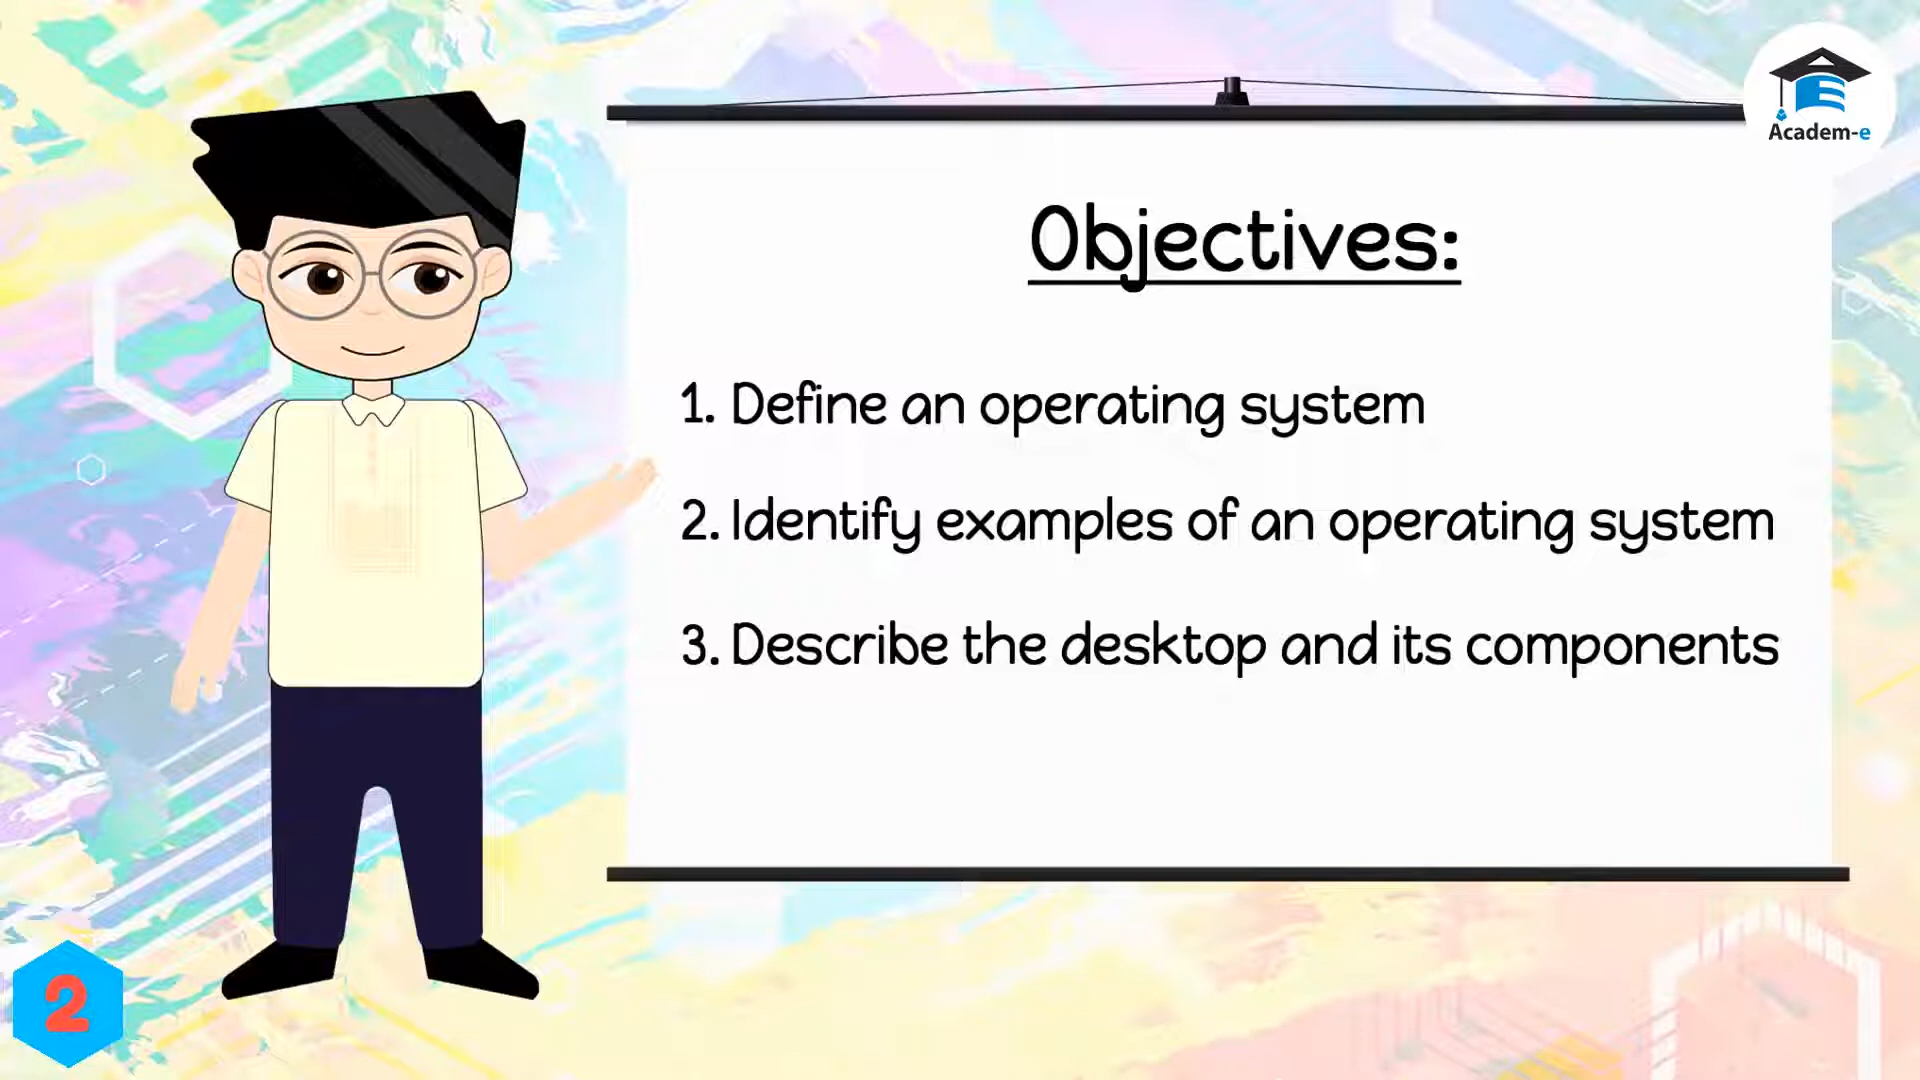 Academ-e
Objectives:
1. Define an operating system
2. Identify examples of an operating system
3. Describe the desktop and its components
2